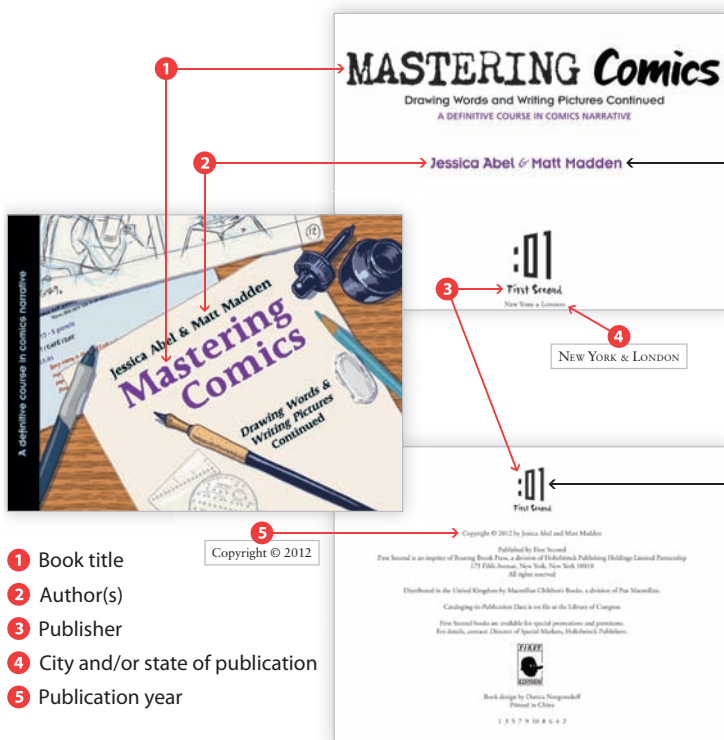 1
MASTERING Comics
Drawing Words and Writing Pictures Continued
A DEFINITIVE COURSE IN COMICS NARRATIVE
2
Jessica Abel & Matt Madden
:01
First Second
3
New York & London
4
NEW YORK & LONDON
A definitive course in comics narrative
12
Jessica Abel & Matt Madden
Mastering
Comics
Drawing Words &
Writing Pictures
Continued
:01
First Second
5
Copyright © 2012
Copyright © 2012 by Jessica Abel and Matt Madden
Published by First Second
First Second is an imprint of Roaring Brook Press, a division of Holtzbrinck Publishing Holdings Limited Partnership
175 Fifth Avenue, New York, New York 10010
All rights reserved
Distributed in the United Kingdom by Macmillan Children's Books, a division of Pan Macmillan.
Cataloging-in-Publication Data is on file at the Library of Congress
First Second books are available for special promotions and premiums.
For details, contact: Director of Special Markets, Holtzbrinck Publishers.
FIRST
EDITION
Book design by Danica Novgorodoff
Printed in China
1 3 5 7 9 10 8 6 4 2
1 Book title
2 Author(s)
3 Publisher
4 City and/or state of publication
5 Publication year